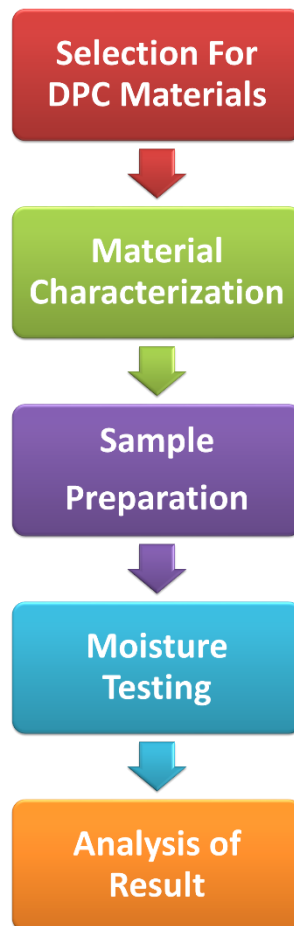 Selection For
DPC Materials
Material
Characterization
Sample
Preparation
Moisture
Testing
Analysis of
Result